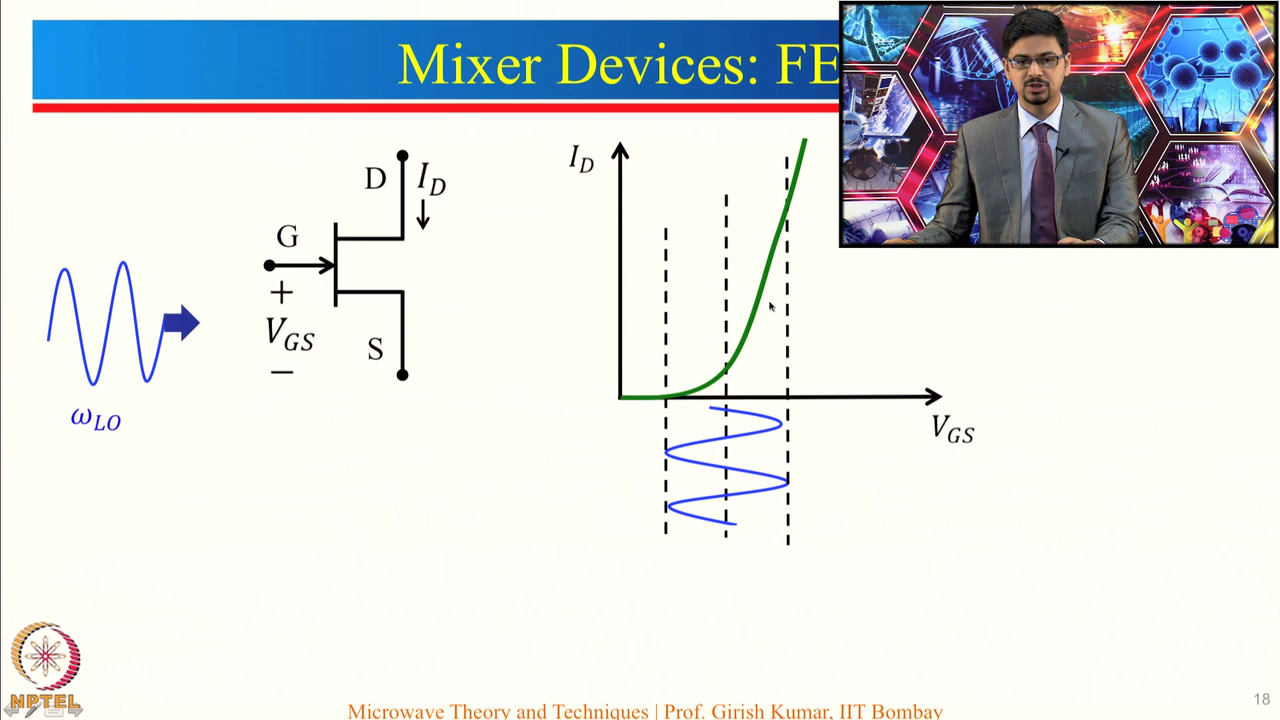 Mixer Devices: FE
D
I_D
G
+
V_GS
−
S
ω_LO
I_D
V_GS
NPTEL
Microwave Theory and Techniques | Prof. Girish Kumar, IIT Bombay
18